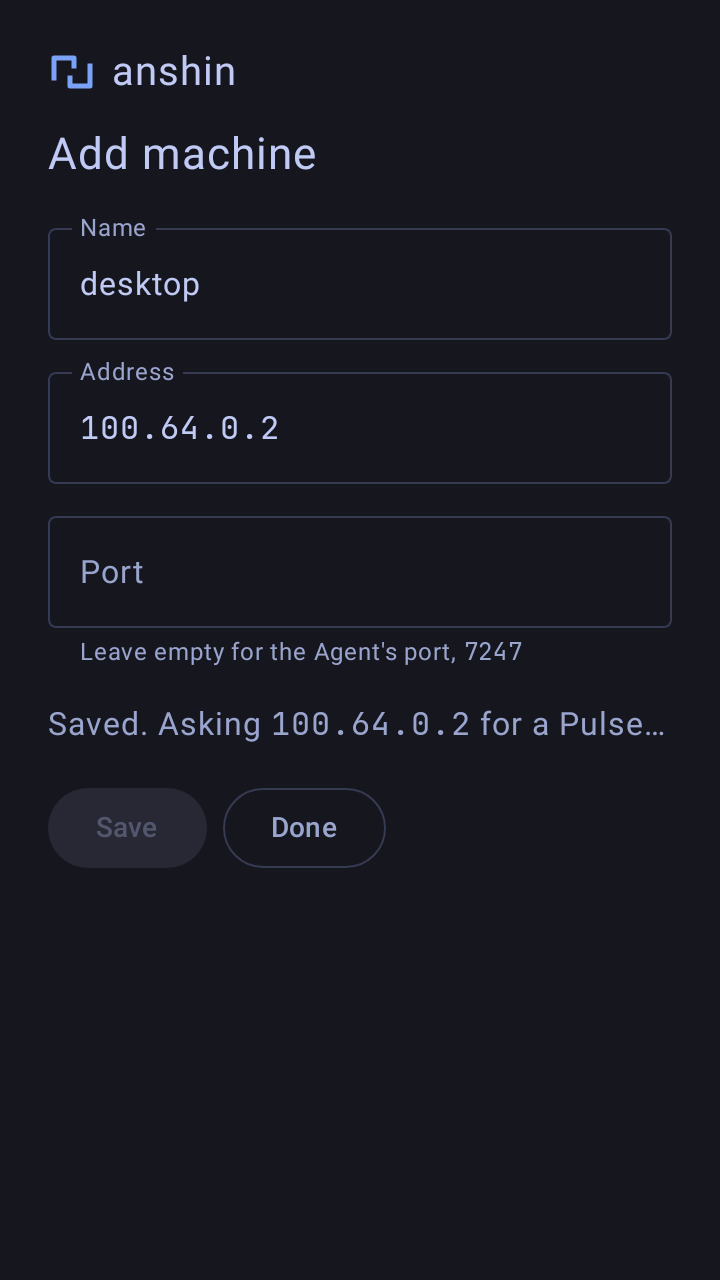 anshin
Add machine
Name
desktop
Address
100.64.0.2
Port
Leave empty for the Agent's port, 7247
Saved. Asking 100.64.0.2 for a Pulse…
Save
Done